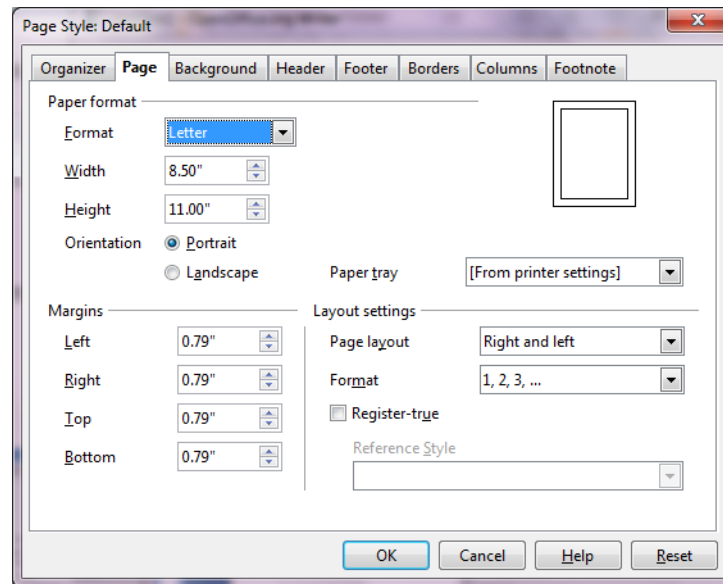 Page Style: Default
Organizer Page Background Header Footer Borders Columns Footnote
Paper format
Format Letter
Width 8.50"
Height 11.00"
Orientation Portrait
Landscape Paper tray [From printer settings]
Margins Layout settings
Left 0.79" Page layout Right and left
Right 0.79" Format 1, 2, 3, ...
Top 0.79" Register-true
Reference Style
Bottom 0.79"
OK Cancel Help Reset